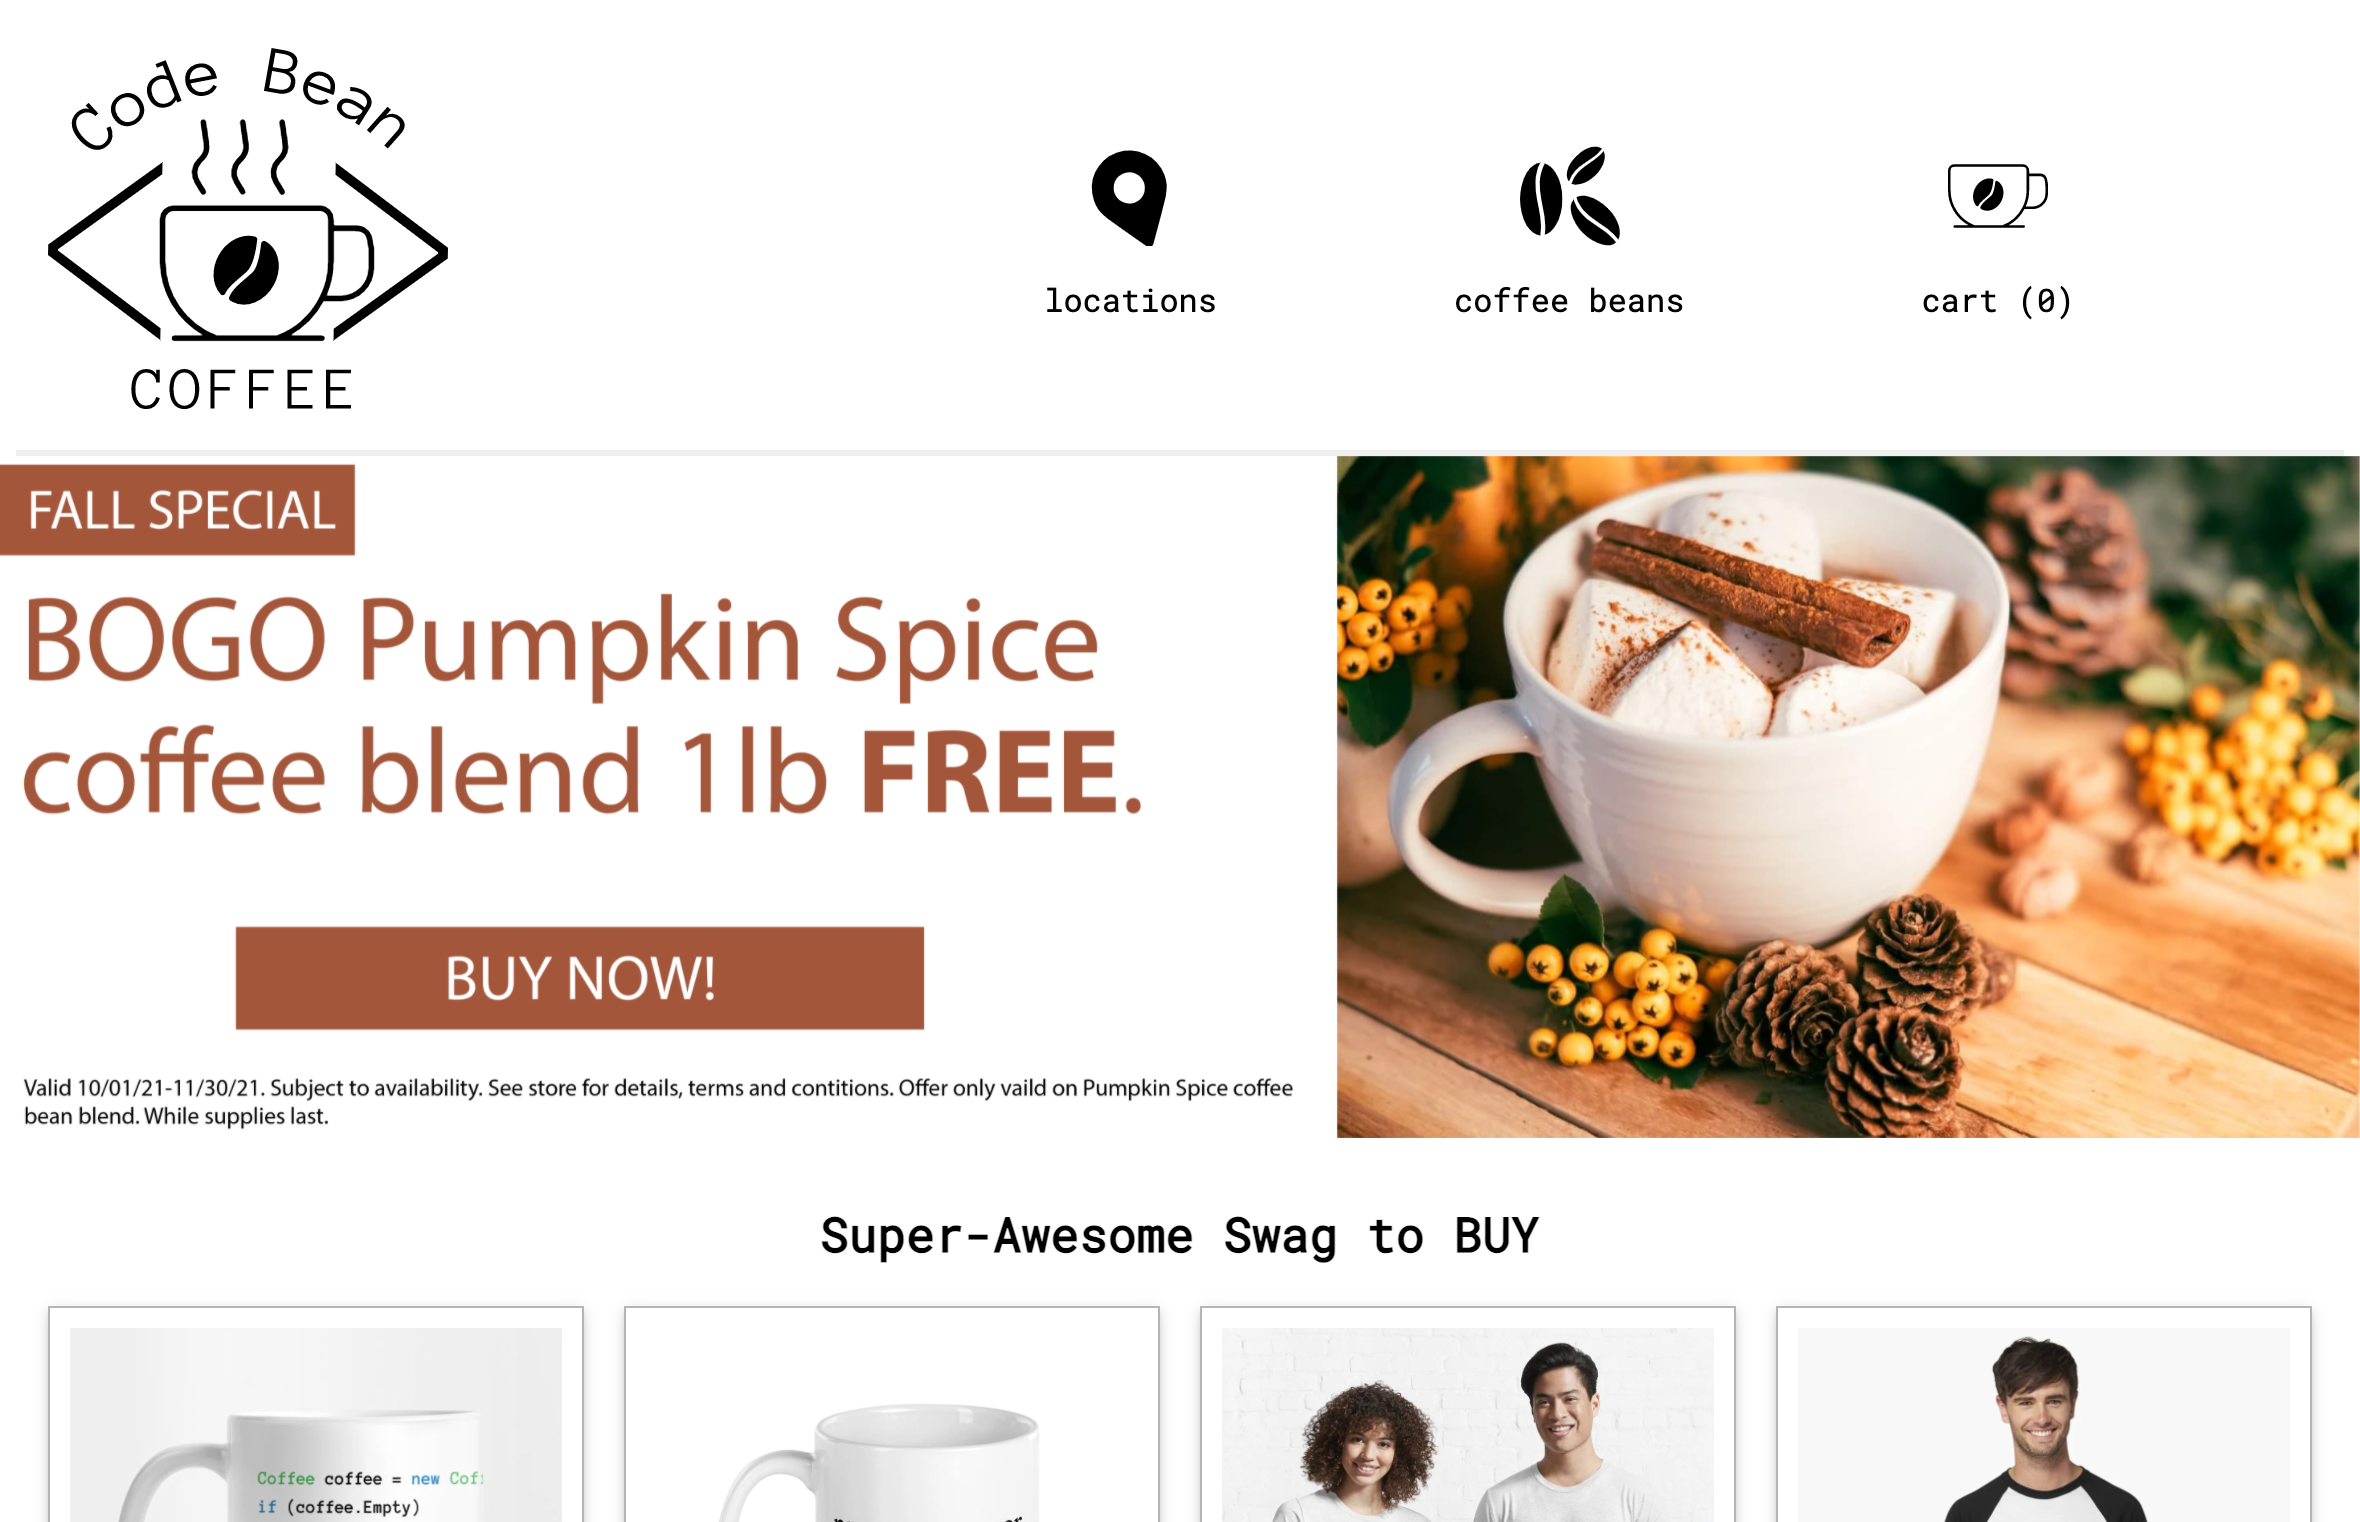 Code Bean
COFFEE
locations
coffee beans
cart (0)
FALL SPECIAL
BOGO Pumpkin Spice
coffee blend 1lb FREE.
BUY NOW!
Valid 10/01/21-11/30/21. Subject to availability. See store for details, terms and contitions. Offer only vaild on Pumpkin Spice coffee
bean blend. While supplies last.
Super-Awesome Swag to BUY
Coffee coffee = new Cof
if (coffee.Empty)